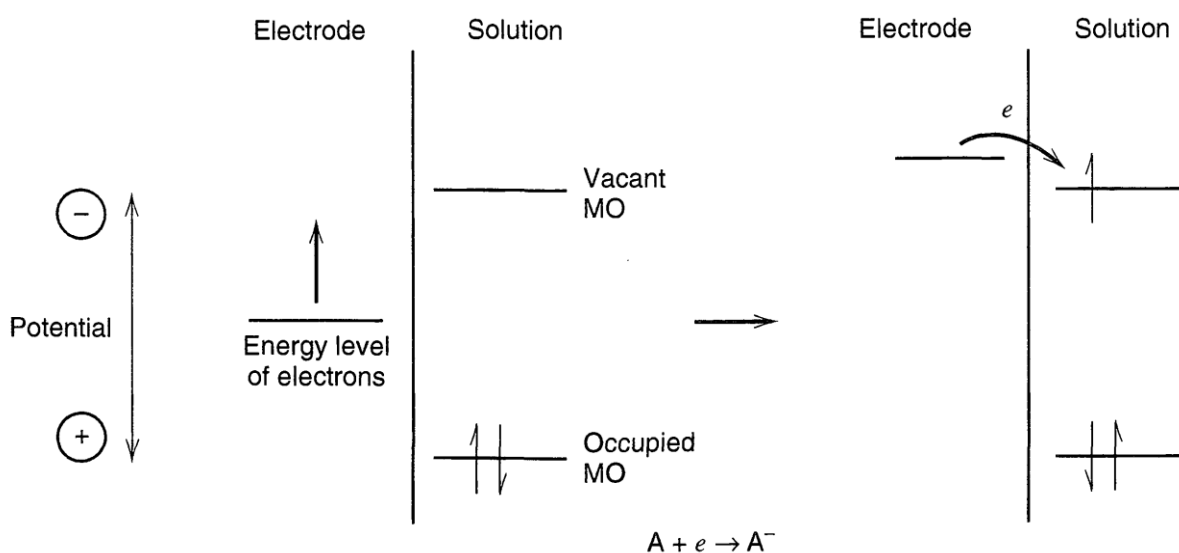 Electrode
Solution
Vacant
MO
−
Potential
+
Energy level
of electrons
Occupied
MO
Electrode
Solution
e
A + e → A⁻